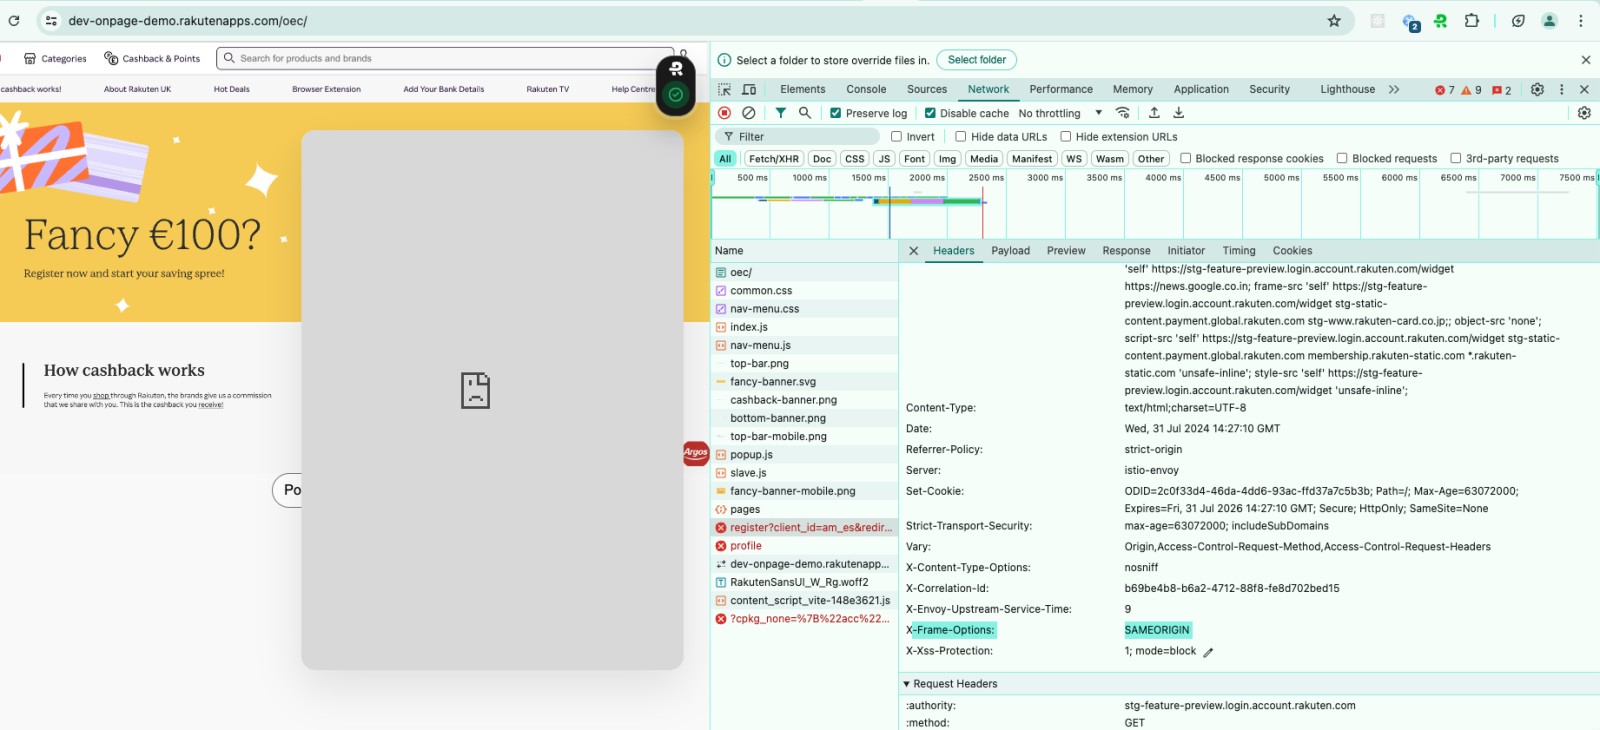 dev-onpage-demo.rakutenapps.com/oec/
2
Categories
Cashback & Points
Search for products and brands
cashback works!
About Rakuten UK
Hot Deals
Browser Extension
Add Your Bank Details
Rakuten TV
Help Centre
Fancy €100?
Register now and start your saving spree!
How cashback works
Every time you shop through Rakuten, the brands give us a commission
that we share with you. This is the cashback you receive!
Po
Argos
Select a folder to store override files in.
Select folder
Elements
Console
Sources
Network
Performance
Memory
Application
Security
Lighthouse
7
9
2
Preserve log
Disable cache
No throttling
Filter
Invert
Hide data URLs
Hide extension URLs
All
Fetch/XHR
Doc
CSS
JS
Font
Img
Media
Manifest
WS
Wasm
Other
Blocked response cookies
Blocked requests
3rd-party requests
500 ms
1000 ms
1500 ms
2000 ms
2500 ms
3000 ms
3500 ms
4000 ms
4500 ms
5000 ms
5500 ms
6000 ms
6500 ms
7000 ms
7500 ms
Name
oec/
common.css
nav-menu.css
index.js
nav-menu.js
top-bar.png
fancy-banner.svg
cashback-banner.png
bottom-banner.png
top-bar-mobile.png
popup.js
slave.js
fancy-banner-mobile.png
pages
register?client_id=am_es&redir...
profile
dev-onpage-demo.rakutenapp...
RakutenSansUI_W_Rg.woff2
content_script_vite-148e3621.js
?cpkg_none=%7B%22acc%22...
Headers
Payload
Preview
Response
Initiator
Timing
Cookies
'self' https://stg-feature-preview.login.account.rakuten.com/widget
https://news.google.co.in; frame-src 'self' https://stg-feature-
preview.login.account.rakuten.com/widget stg-static-
content.payment.global.rakuten.com stg-www.rakuten-card.co.jp;; object-src 'none';
script-src 'self' https://stg-feature-preview.login.account.rakuten.com/widget stg-static-
content.payment.global.rakuten.com membership.rakuten-static.com *.rakuten-
static.com 'unsafe-inline'; style-src 'self' https://stg-feature-
preview.login.account.rakuten.com/widget 'unsafe-inline';
Content-Type:
text/html;charset=UTF-8
Date:
Wed, 31 Jul 2024 14:27:10 GMT
Referrer-Policy:
strict-origin
Server:
istio-envoy
Set-Cookie:
ODID=2c0f33d4-46da-4dd6-93ac-ffd37a7c5b3b; Path=/; Max-Age=63072000;
Expires=Fri, 31 Jul 2026 14:27:10 GMT; Secure; HttpOnly; SameSite=None
Strict-Transport-Security:
max-age=63072000; includeSubDomains
Vary:
Origin,Access-Control-Request-Method,Access-Control-Request-Headers
X-Content-Type-Options:
nosniff
X-Correlation-Id:
b69be4b8-b6a2-4712-88f8-fe8d702bed15
X-Envoy-Upstream-Service-Time:
9
X-Frame-Options:
SAMEORIGIN
X-Xss-Protection:
1; mode=block
Request Headers
:authority:
stg-feature-preview.login.account.rakuten.com
:method:
GET